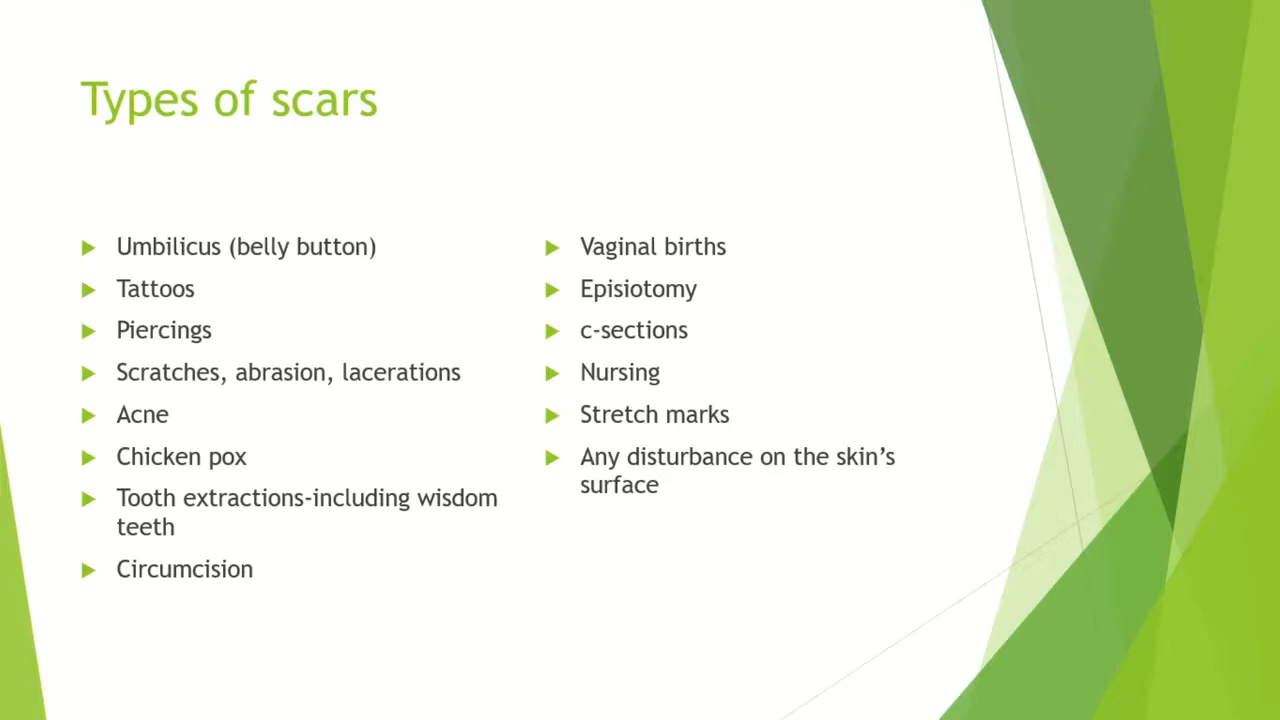 Types of scars
Umbilicus (belly button)
Tattoos
Piercings
Scratches, abrasion, lacerations
Acne
Chicken pox
Tooth extractions-including wisdom
teeth
Circumcision
Vaginal births
Episiotomy
c-sections
Nursing
Stretch marks
Any disturbance on the skin’s
surface